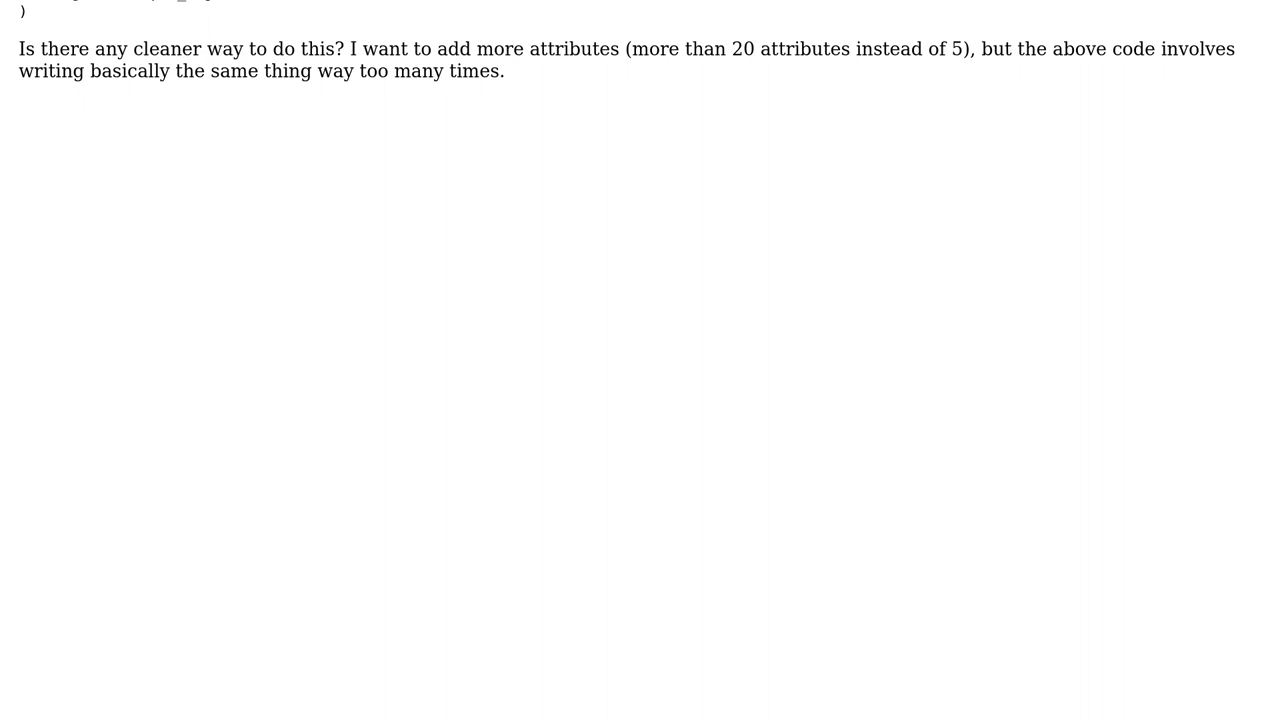 )
Is there any cleaner way to do this? I want to add more attributes (more than 20 attributes instead of 5), but the above code involves
writing basically the same thing way too many times.